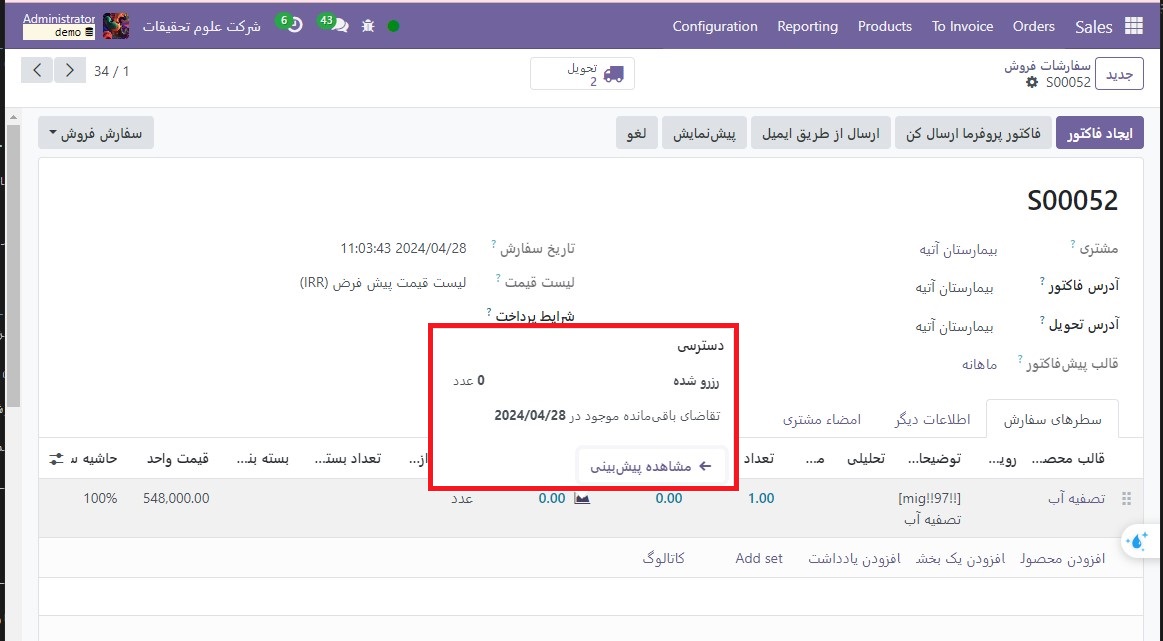 Administrator
demo
شرکت علوم تحقیقات
6
43
Configuration
Reporting
Products
To Invoice
Orders
Sales
34 / 1
تحویل
2
سفارشات فروش
S00052
جدید
سفارش فروش
لغو
پیش‌نمایش
ارسال از طریق ایمیل
فاکتور پروفرما ارسال کن
ایجاد فاکتور
S00052
مشتری ?
بیمارستان آتیه
تاریخ سفارش ?
2024/04/28 11:03:43
آدرس فاکتور ?
بیمارستان آتیه
لیست قیمت ?
لیست قیمت پیش فرض (IRR)
آدرس تحویل ?
بیمارستان آتیه
شرایط پرداخت ?
قالب پیش‌فاکتور ?
ماهانه
دسترسی
رزرو شده
0 عدد
تقاضای باقی‌مانده موجود در 2024/04/28
مشاهده پیش‌بینی
سطرهای سفارش
اطلاعات دیگر
امضاء مشتری
قالب محصـ...
رویـ...
توضیحا...
تحلیلی
مـ...
تعداد
از...
تعداد بستـ...
بسته بنـ...
قیمت واحد
حاشیه س
تصفیه آب
[mig!!97!!]
تصفیه آب
1.00
0.00
0.00
عدد
548,000.00
100%
افزودن محصول
افزودن یک بخش
افزودن یادداشت
Add set
کاتالوگ